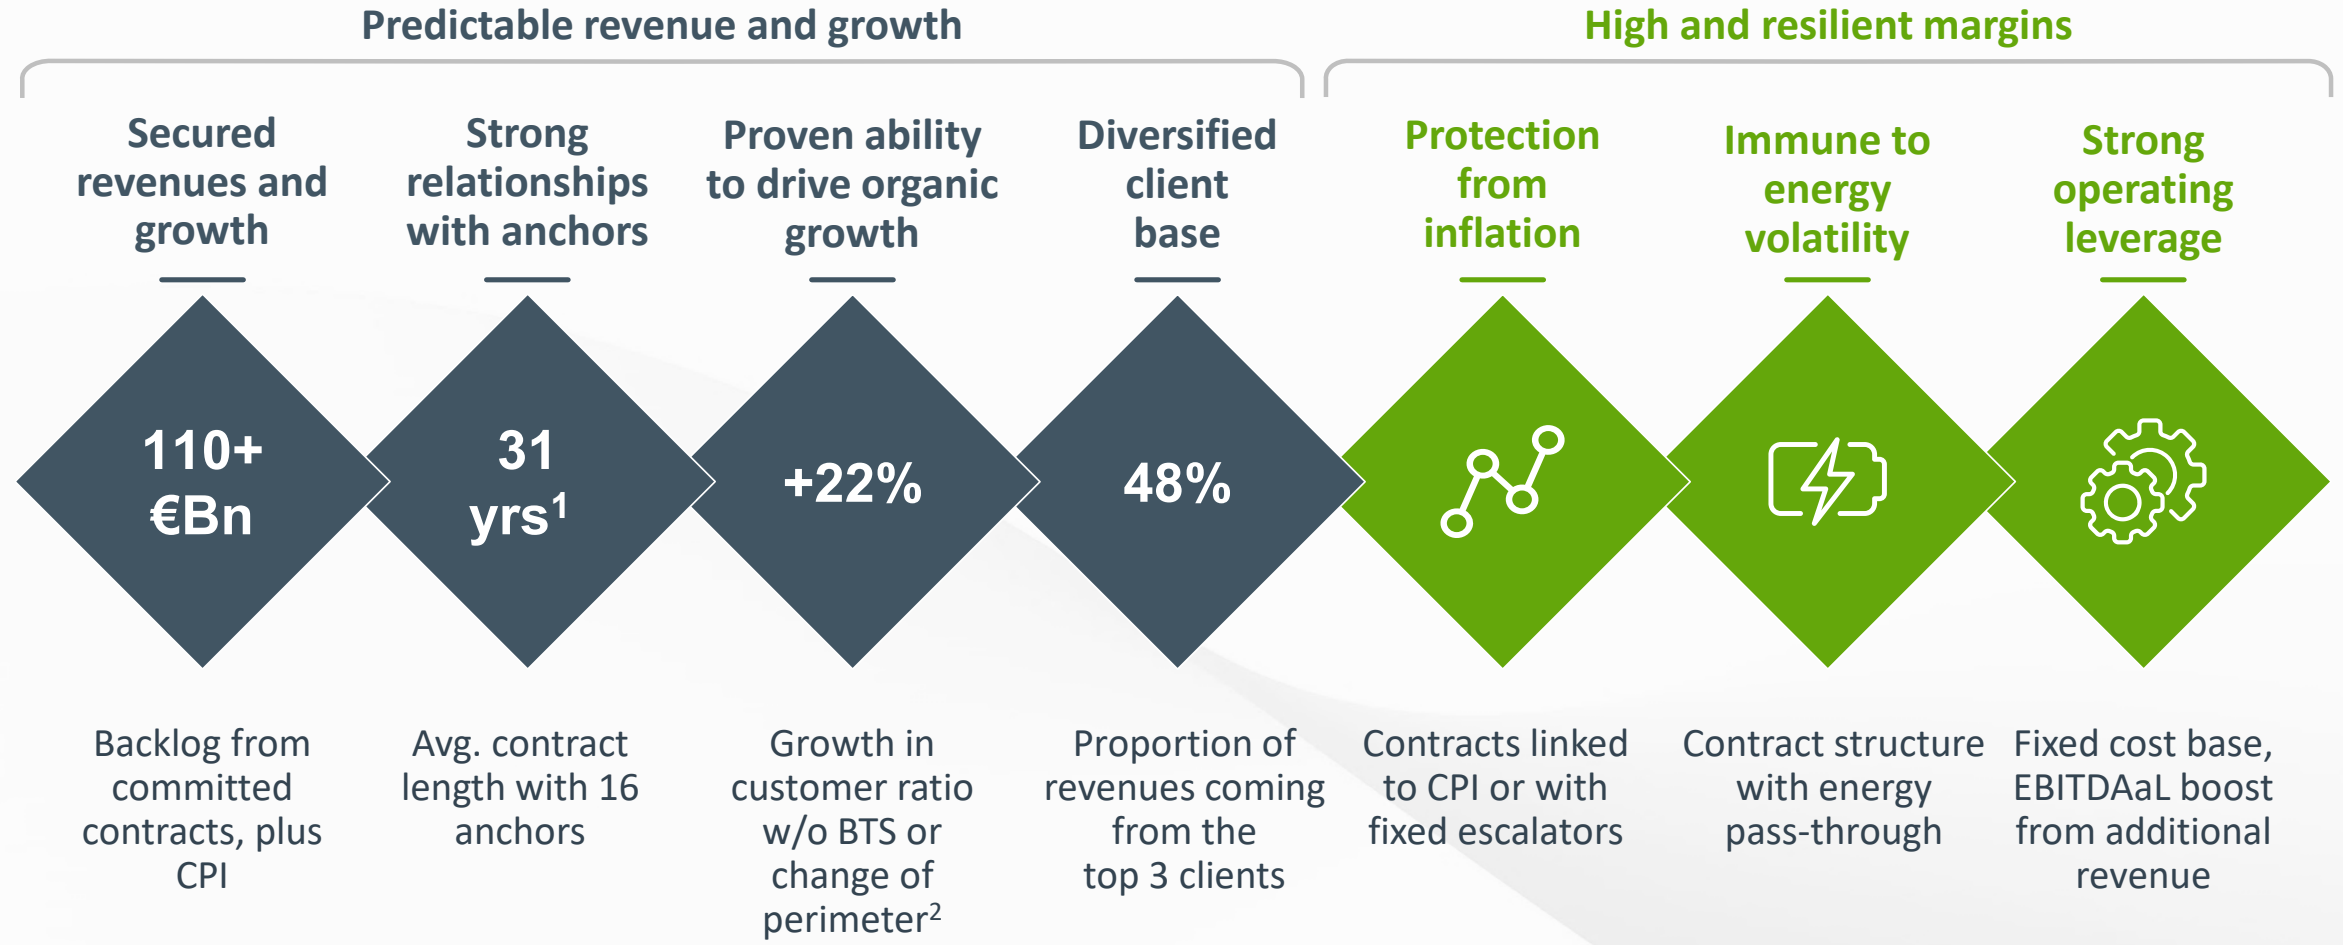 Predictable revenue and growth
High and resilient margins
Secured
revenues and
growth
Strong
relationships
with anchors
Proven ability
to drive organic
growth
Diversified
client
base
Protection
from
inflation
Immune to
energy
volatility
Strong
operating
leverage
110+
€Bn
31
yrs¹
+22%
48%
Backlog from
committed
contracts, plus
CPI
Avg. contract
length with 16
anchors
Growth in
customer ratio
w/o BTS or
change of
perimeter²
Proportion of
revenues coming
from the
top 3 clients
Contracts linked
to CPI or with
fixed escalators
Contract structure
with energy
pass-through
Fixed cost base,
EBITDAaL boost
from additional
revenue